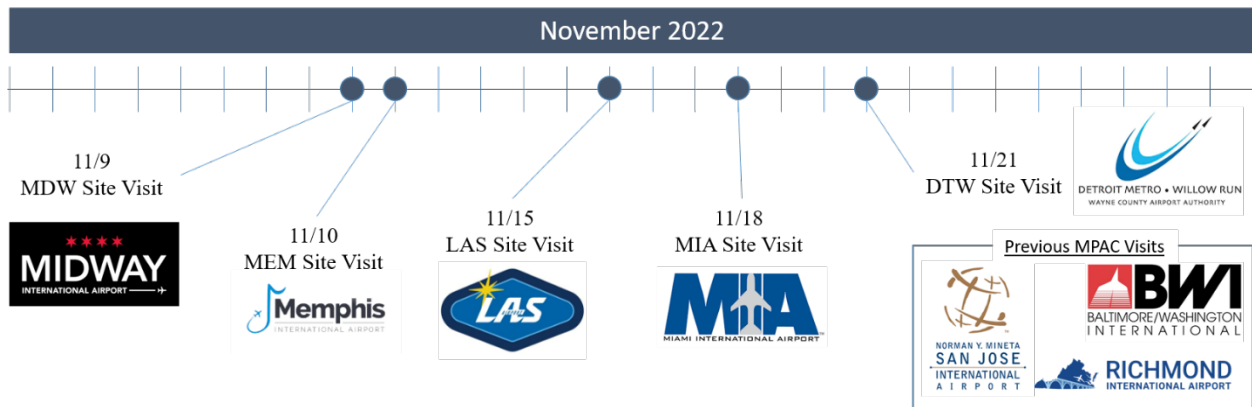 November 2022
11/9
MDW Site Visit
MIDWAY
INTERNATIONAL AIRPORT
11/10
MEM Site Visit
Memphis
INTERNATIONAL AIRPORT
11/15
LAS Site Visit
LAS
11/18
MIA Site Visit
MIA
MIAMI INTERNATIONAL AIRPORT
11/21
DTW Site Visit
DETROIT METRO • WILLOW RUN
WAYNE COUNTY AIRPORT AUTHORITY
Previous MPAC Visits
NORMAN Y. MINETA
SAN JOSE
INTERNATIONAL
AIRPORT
BWI
BALTIMORE/WASHINGTON
INTERNATIONAL
RICHMOND
INTERNATIONAL AIRPORT